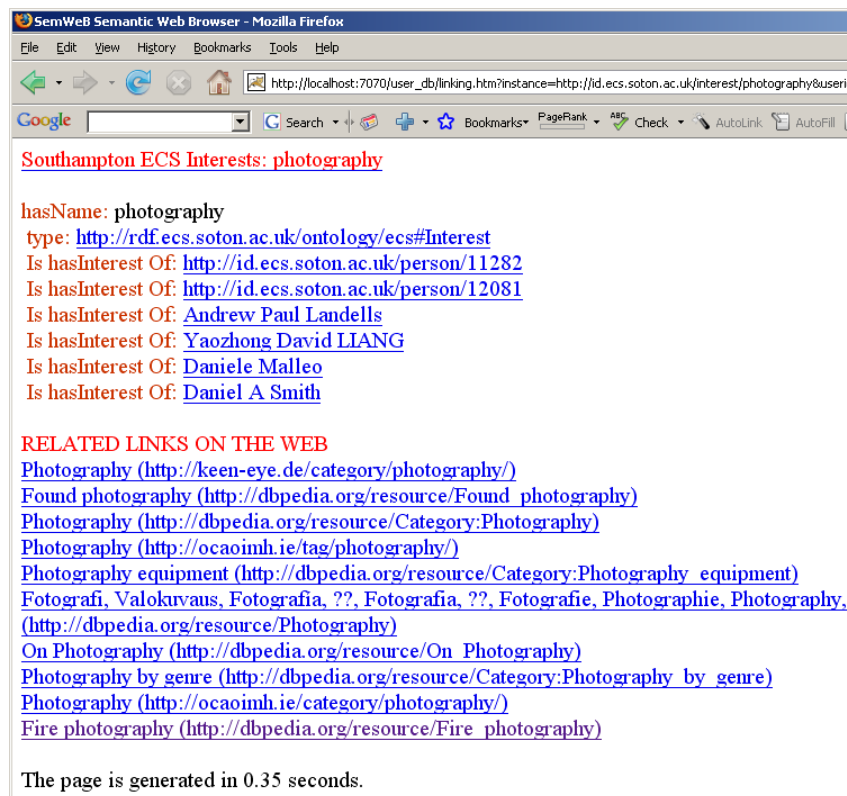 SemWeB Semantic Web Browser - Mozilla Firefox
File Edit View History Bookmarks Tools Help
http://localhost:7070/user_db/linking.htm?instance=http://id.ecs.soton.ac.uk/interest/photography&useri
Google G Search Bookmarks PageRank ABC Check AutoLink AutoFill
Southampton ECS Interests: photography
hasName: photography
type: http://rdf.ecs.soton.ac.uk/ontology/ecs#Interest
Is hasInterest Of: http://id.ecs.soton.ac.uk/person/11282
Is hasInterest Of: http://id.ecs.soton.ac.uk/person/12081
Is hasInterest Of: Andrew Paul Landells
Is hasInterest Of: Yaozhong David LIANG
Is hasInterest Of: Daniele Malleo
Is hasInterest Of: Daniel A Smith
RELATED LINKS ON THE WEB
Photography (http://keen-eye.de/category/photography/)
Found photography (http://dbpedia.org/resource/Found_photography)
Photography (http://dbpedia.org/resource/Category:Photography)
Photography (http://ocaoimh.ie/tag/photography/)
Photography equipment (http://dbpedia.org/resource/Category:Photography_equipment)
Fotografi, Valokuvaus, Fotografia, ??, Fotografia, ??, Fotografie, Photographie, Photography,
(http://dbpedia.org/resource/Photography)
On Photography (http://dbpedia.org/resource/On_Photography)
Photography by genre (http://dbpedia.org/resource/Category:Photography_by_genre)
Photography (http://ocaoimh.ie/category/photography/)
Fire photography (http://dbpedia.org/resource/Fire_photography)
The page is generated in 0.35 seconds.